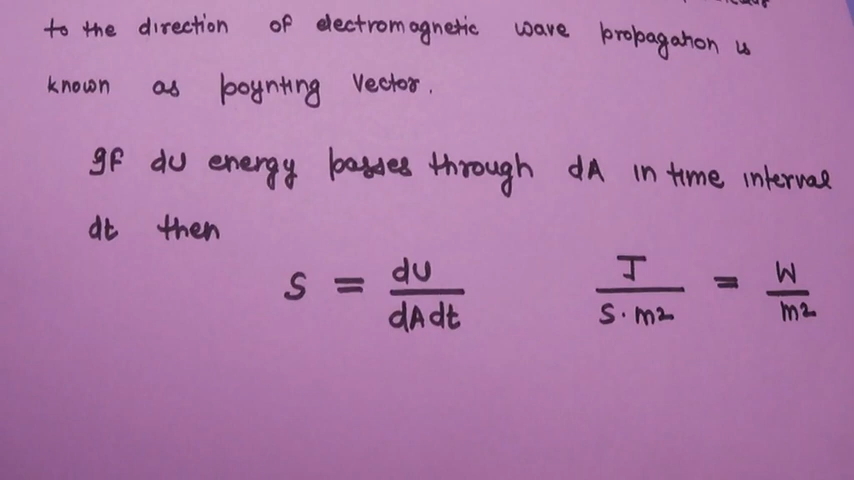 to the direction of electromagnetic wave propagation is
known as poynting Vector.
If dU energy passes through dA in time interval
dt then
S = dU / dAdt    J / S·m2 = W / m2